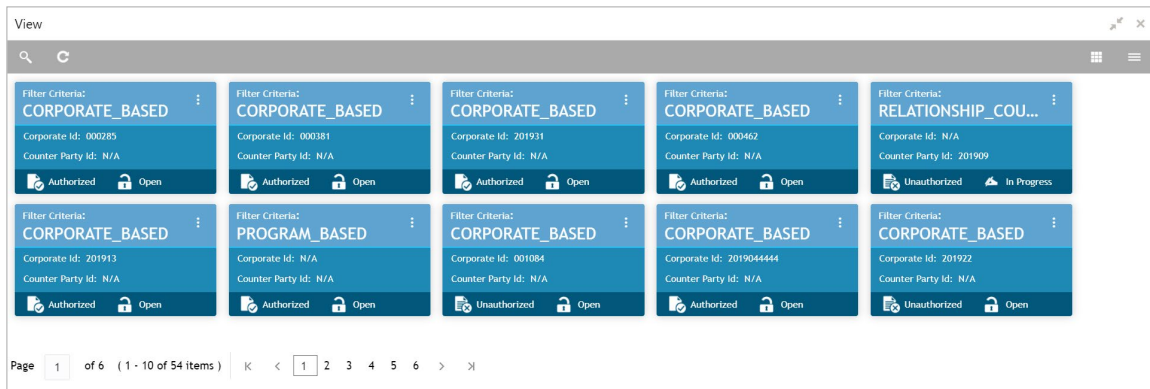 View
Filter Criteria: Filter Criteria: Filter Criteria: Filter Criteria: Filter Criteria:
CORPORATE_BASED CORPORATE_BASED CORPORATE_BASED CORPORATE_BASED RELATIONSHIP_COU...
Corporate Id: 000285 Corporate Id: 000381 Corporate Id: 201931 Corporate Id: 000462 Corporate Id: N/A
Counter Party Id: N/A Counter Party Id: N/A Counter Party Id: N/A Counter Party Id: N/A Counter Party Id: 201909
Authorized Open Authorized Open Authorized Open Authorized Open Unauthorized In Progress
Filter Criteria: Filter Criteria: Filter Criteria: Filter Criteria: Filter Criteria:
CORPORATE_BASED PROGRAM_BASED CORPORATE_BASED CORPORATE_BASED CORPORATE_BASED
Corporate Id: 201913 Corporate Id: N/A Corporate Id: 001084 Corporate Id: 2019044444 Corporate Id: 201922
Counter Party Id: N/A Counter Party Id: N/A Counter Party Id: N/A Counter Party Id: N/A Counter Party Id: N/A
Authorized Open Authorized Open Unauthorized Open Authorized Open Unauthorized Open
Page 1 of 6 (1 - 10 of 54 items) 1 2 3 4 5 6